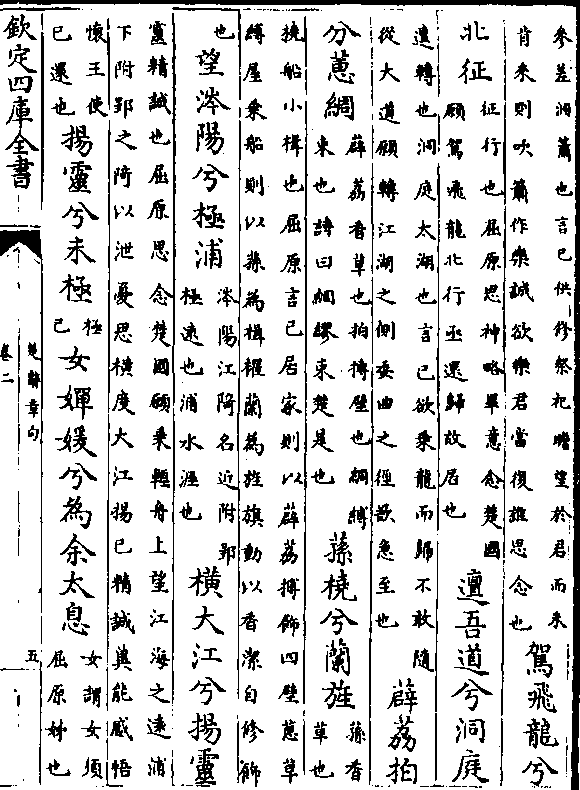 參差洞簫也言己供修祭祀瞻望於君而未
肯來則吹簫作樂誠欲樂君當復誰思念也
駕飛龍兮
北征
征行也屈原思神略畢意念楚國
願駕飛龍北行亟還歸故居也
邅吾道兮洞庭
邅轉也洞庭太湖也言己欲乘龍而歸不敢隨
從大道願轉江湖之側委曲之徑欲急至也
薜荔拍
分蕙綢
薜荔香草也拍搏壁也綢縛
束也詩曰綢繆束楚是也
蓀橈兮蘭旌
蓀香
草也
橈船小楫也屈原言己居家則以薜荔搏飾四壁蕙草
縛屋乘船則以蓀為楫櫂蘭為旌旗動以香潔自修飾
也
望涔陽兮極浦
涔陽江陭名近附郢
極遠也浦水涯也
橫大江兮揚靈
靈精誠也屈原思念楚國願乘輕舟上望江海之遠浦
下附郢之陭以泄憂思橫度大江揚己精誠冀能感悟
懷王使
已還也
揚靈兮未極
極
已
女嬋媛兮為余太息
女謂女須
屈原姊也
欽定四庫全書
楚辭章句
卷二
五